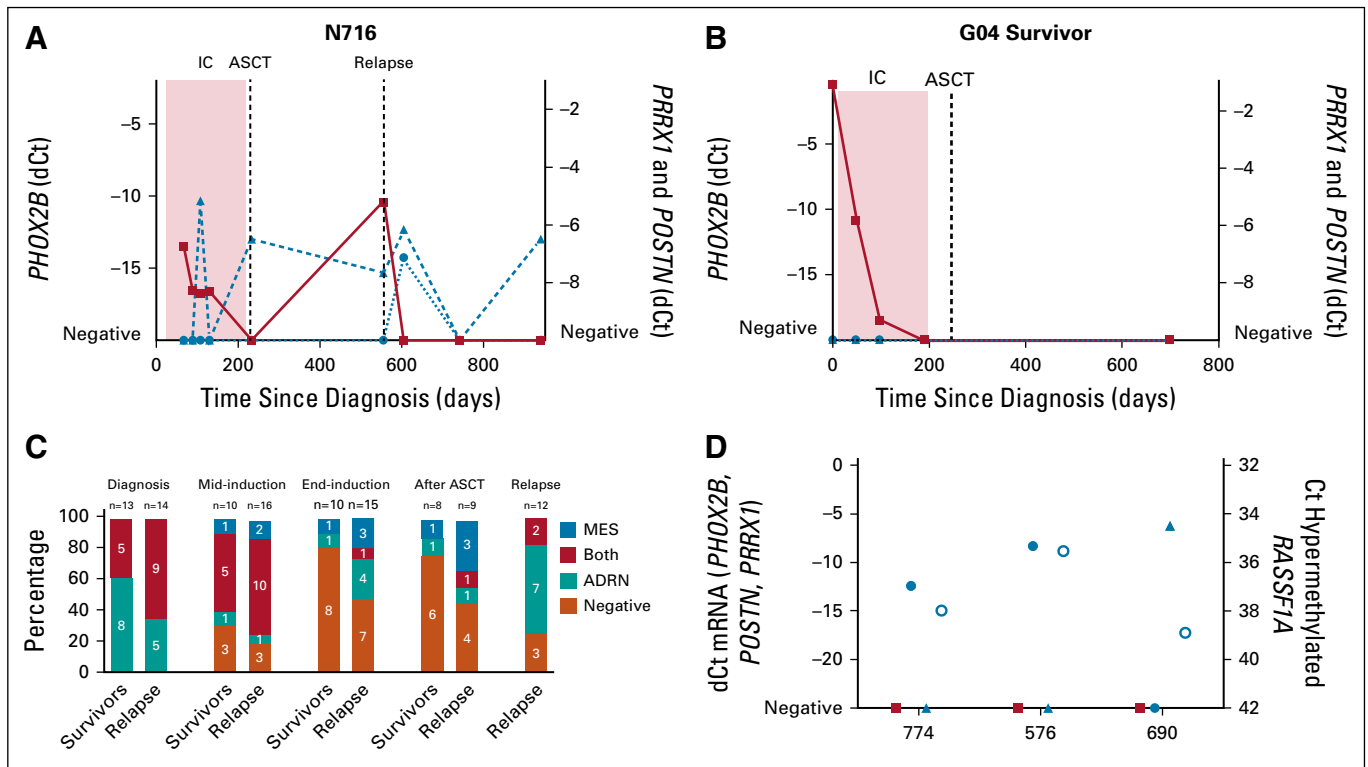 A
N716
IC ASCT Relapse
PHOX2B (dCt)
−5
−10
−15
Negative
−2
−4
−6
−8
Negative
PRRX1 and POSTN (dCt)
0 200 400 600 800
Time Since Diagnosis (days)
B
G04 Survivor
IC ASCT
PHOX2B (dCt)
−5
−10
−15
Negative
−2
−4
−6
−8
Negative
PRRX1 and POSTN (dCt)
0 200 400 600 800
Time Since Diagnosis (days)
C
Diagnosis Mid-induction End-induction After ASCT Relapse
n=13 n=14 n=10 n=16 n=10 n=15 n=8 n=9 n=12
Percentage
100
80
60
40
20
0
5 8
9 5
1 5 1 3
2 10 1 3
1 1 8
3 1 4 7
1 1 6
3 1 1 4
2 7 3
MES
Both
ADRN
Negative
Survivors Relapse Survivors Relapse Survivors Relapse Survivors Relapse Relapse
D
dCt mRNA (PHOX2B,
POSTN, PRRX1)
0
−5
−10
−15
−20
Negative
32
34
36
38
40
42
Ct Hypermethylated
RASSF1A
774 576 690